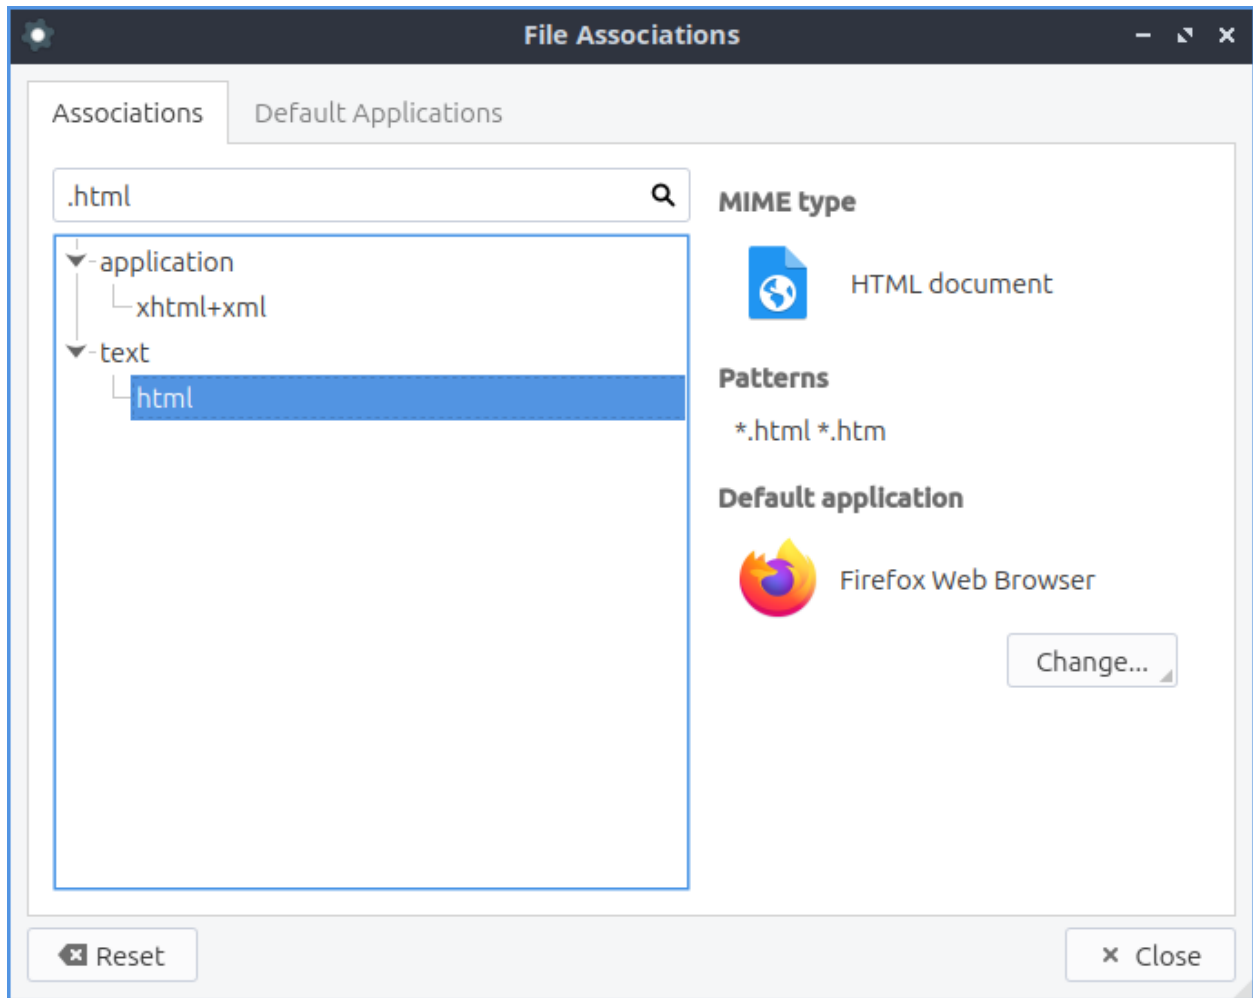 File Associations
Associations
Default Applications
.html
application
xhtml+xml
text
html
MIME type
HTML document
Patterns
*.html *.htm
Default application
Firefox Web Browser
Change...
Reset
Close